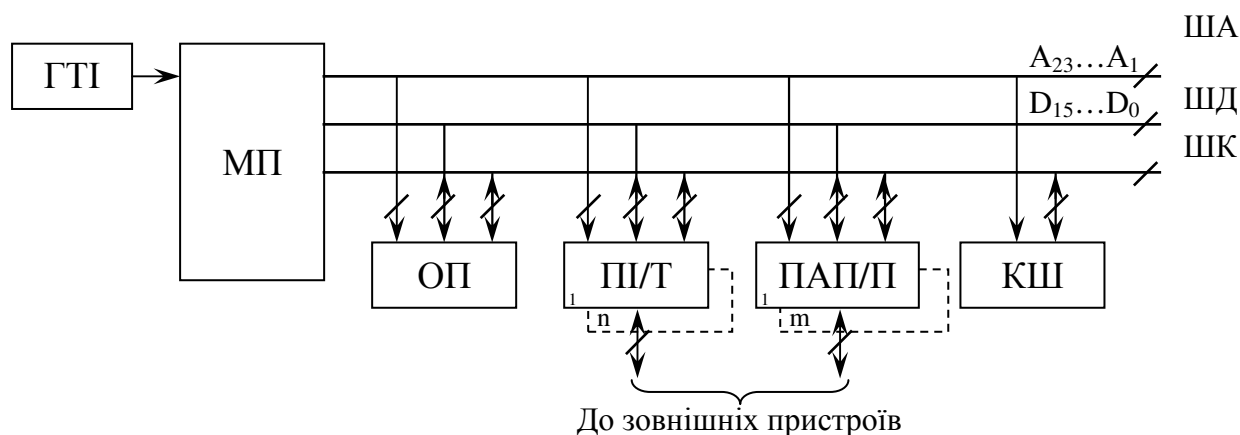 ША
ГТІ
A₂₃…A₁
ШД
D₁₅…D₀
МП
ШК
ОП
ПІ/Т
ПАП/П
КШ
1
1
n
m
До зовнішніх пристроїв